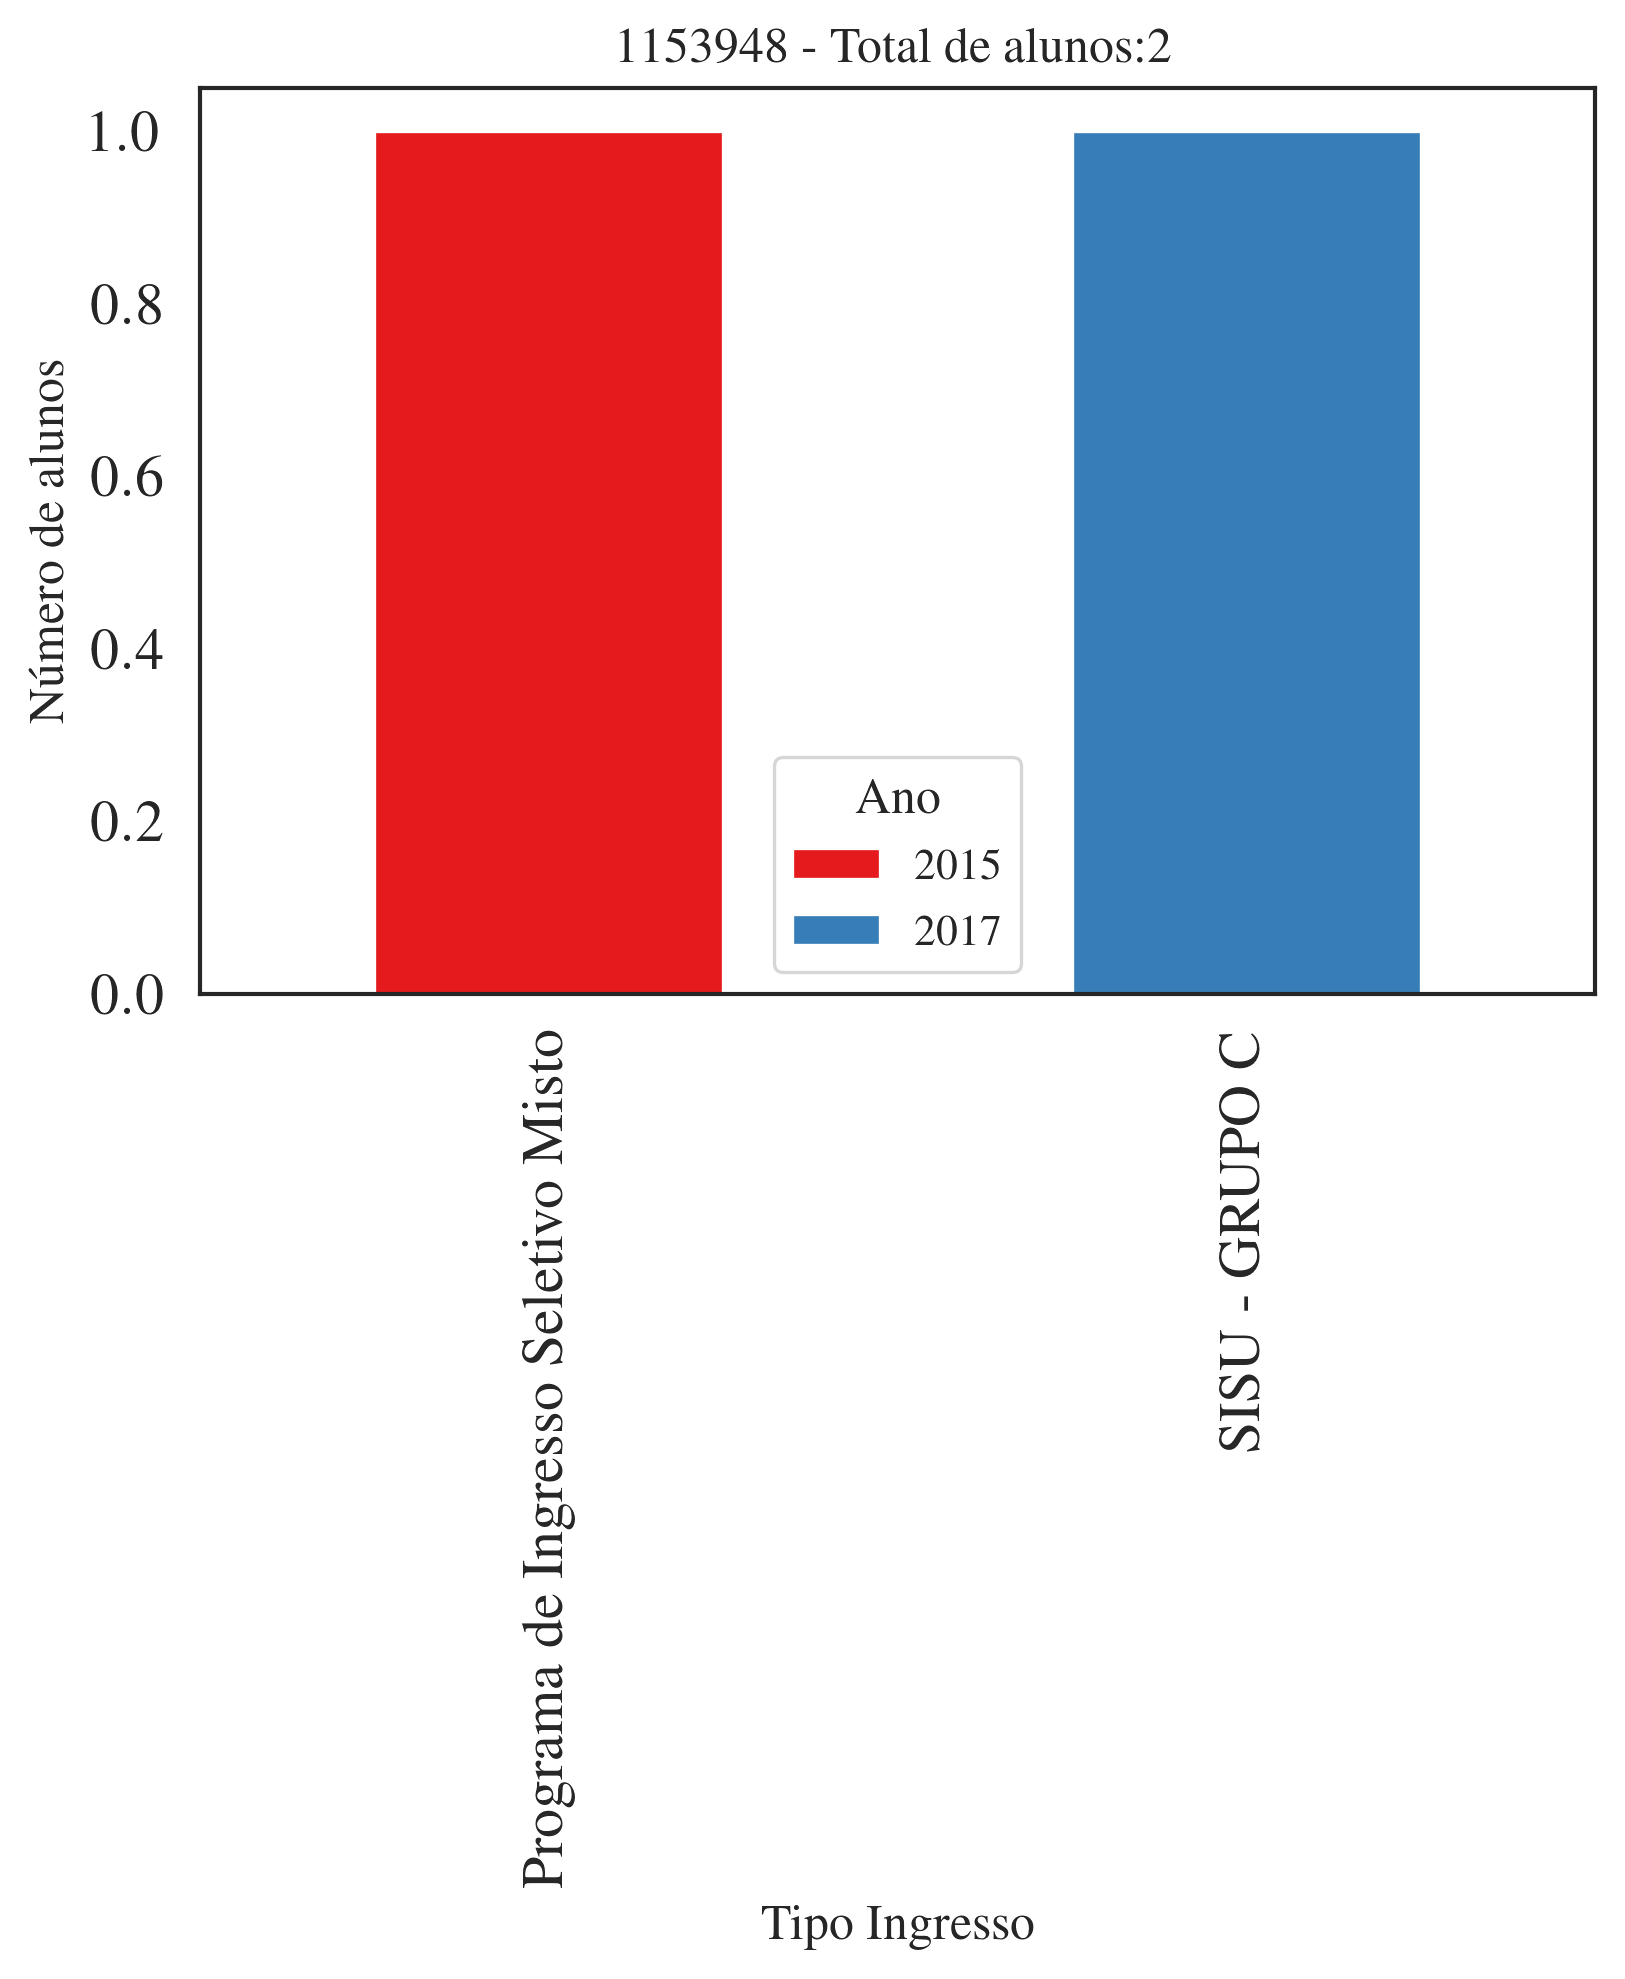 1153948 - Total de alunos:2
Número de alunos
1.0
0.8
0.6
0.4
0.2
0.0
Ano
2015
2017
Programa de Ingresso Seletivo Misto
SISU - GRUPO C
Tipo Ingresso